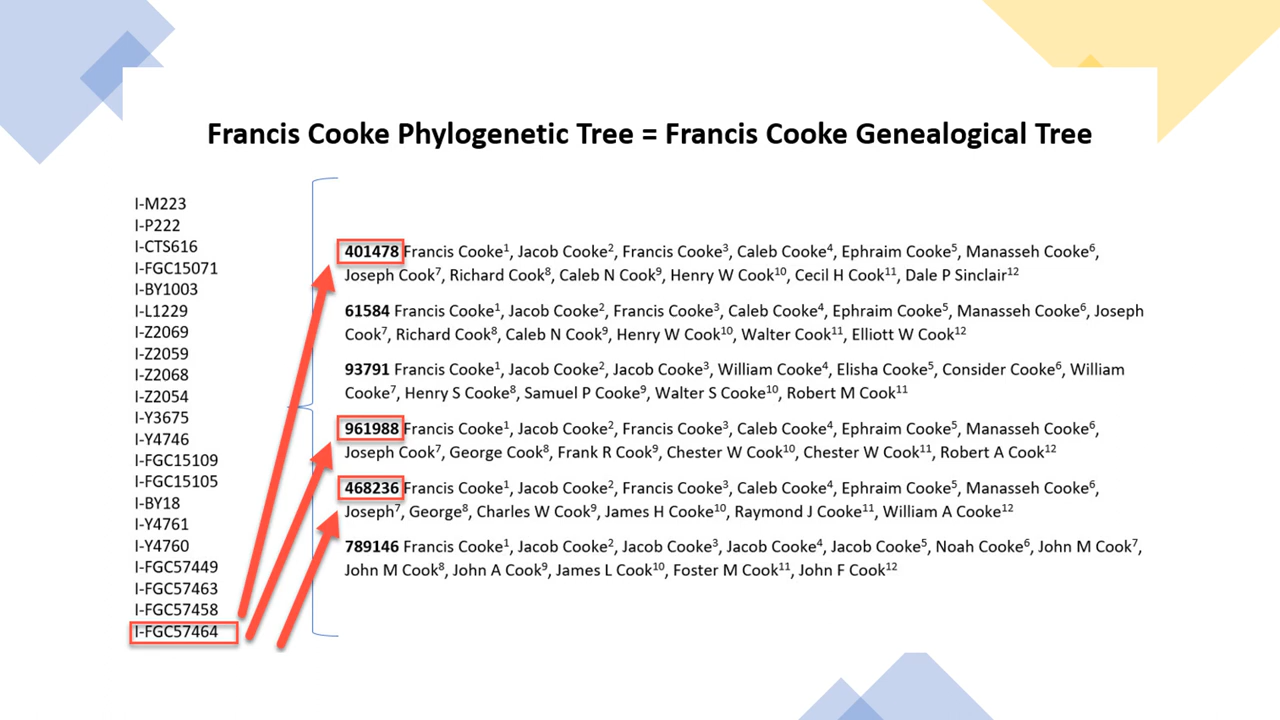 Francis Cooke Phylogenetic Tree = Francis Cooke Genealogical Tree
I-M223
I-P222
I-CTS616
I-FGC15071
I-BY1003
I-L1229
I-Z2069
I-Z2059
I-Z2068
I-Z2054
I-Y3675
I-Y4746
I-FGC15109
I-FGC15105
I-BY18
I-Y4761
I-Y4760
I-FGC57449
I-FGC57463
I-FGC57458
I-FGC57464
401478 Francis Cooke¹, Jacob Cooke², Francis Cooke³, Caleb Cooke⁴, Ephraim Cooke⁵, Manasseh Cooke⁶,
Joseph Cook⁷, Richard Cook⁸, Caleb N Cook⁹, Henry W Cook¹⁰, Cecil H Cook¹¹, Dale P Sinclair¹²
61584 Francis Cooke¹, Jacob Cooke², Francis Cooke³, Caleb Cooke⁴, Ephraim Cooke⁵, Manasseh Cooke⁶, Joseph
Cook⁷, Richard Cook⁸, Caleb N Cook⁹, Henry W Cook¹⁰, Walter Cook¹¹, Elliott W Cook¹²
93791 Francis Cooke¹, Jacob Cooke², Jacob Cooke³, William Cooke⁴, Elisha Cooke⁵, Consider Cooke⁶, William
Cooke⁷, Henry S Cooke⁸, Samuel P Cooke⁹, Walter S Cooke¹⁰, Robert M Cook¹¹
961988 Francis Cooke¹, Jacob Cooke², Francis Cooke³, Caleb Cooke⁴, Ephraim Cooke⁵, Manasseh Cooke⁶,
Joseph Cook⁷, George Cook⁸, Frank R Cook⁹, Chester W Cook¹⁰, Chester W Cook¹¹, Robert A Cook¹²
468236 Francis Cooke¹, Jacob Cooke², Francis Cooke³, Caleb Cooke⁴, Ephraim Cooke⁵, Manasseh Cooke⁶,
Joseph⁷, George⁸, Charles W Cook⁹, James H Cooke¹⁰, Raymond J Cooke¹¹, William A Cooke¹²
789146 Francis Cooke¹, Jacob Cooke², Jacob Cooke³, Jacob Cooke⁴, Jacob Cooke⁵, Noah Cooke⁶, John M Cook⁷,
John M Cook⁸, John A Cook⁹, James L Cook¹⁰, Foster M Cook¹¹, John F Cook¹²